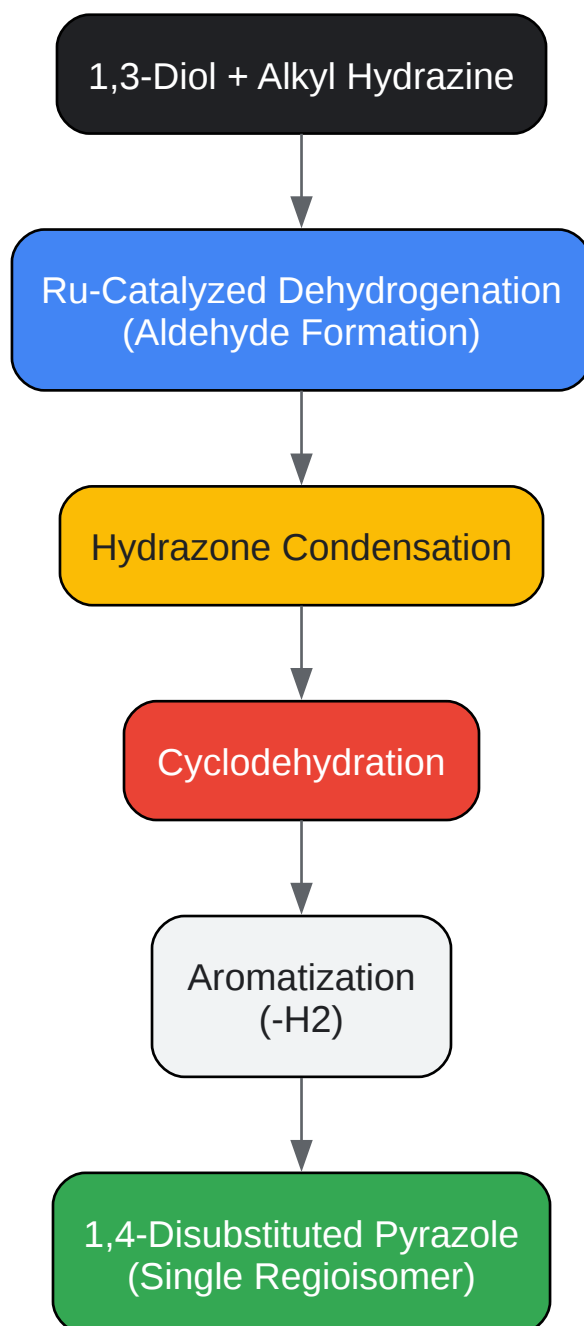 1,3-Diol + Alkyl Hydrazine
Ru-Catalyzed Dehydrogenation
(Aldehyde Formation)
Hydrazone Condensation
Cyclodehydration
Aromatization
(-H2)
1,4-Disubstituted Pyrazole
(Single Regioisomer)